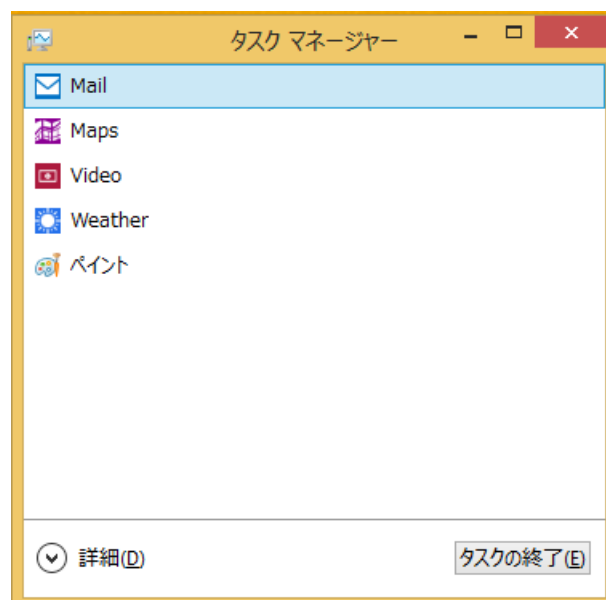 タスク マネージャー
Mail
Maps
Video
Weather
ペイント
詳細(D)
タスクの終了(E)